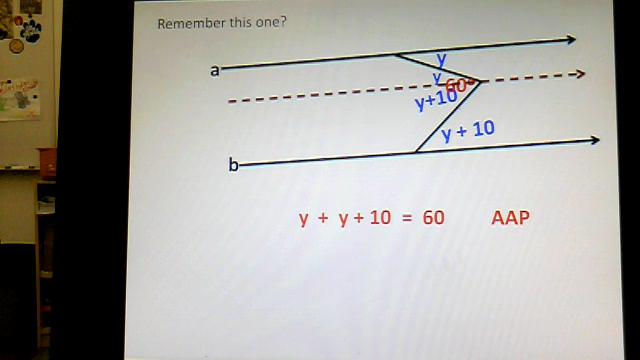 Remember this one?
a
y
y
60°
y+10
y + 10
b
y + y + 10 = 60 AAP